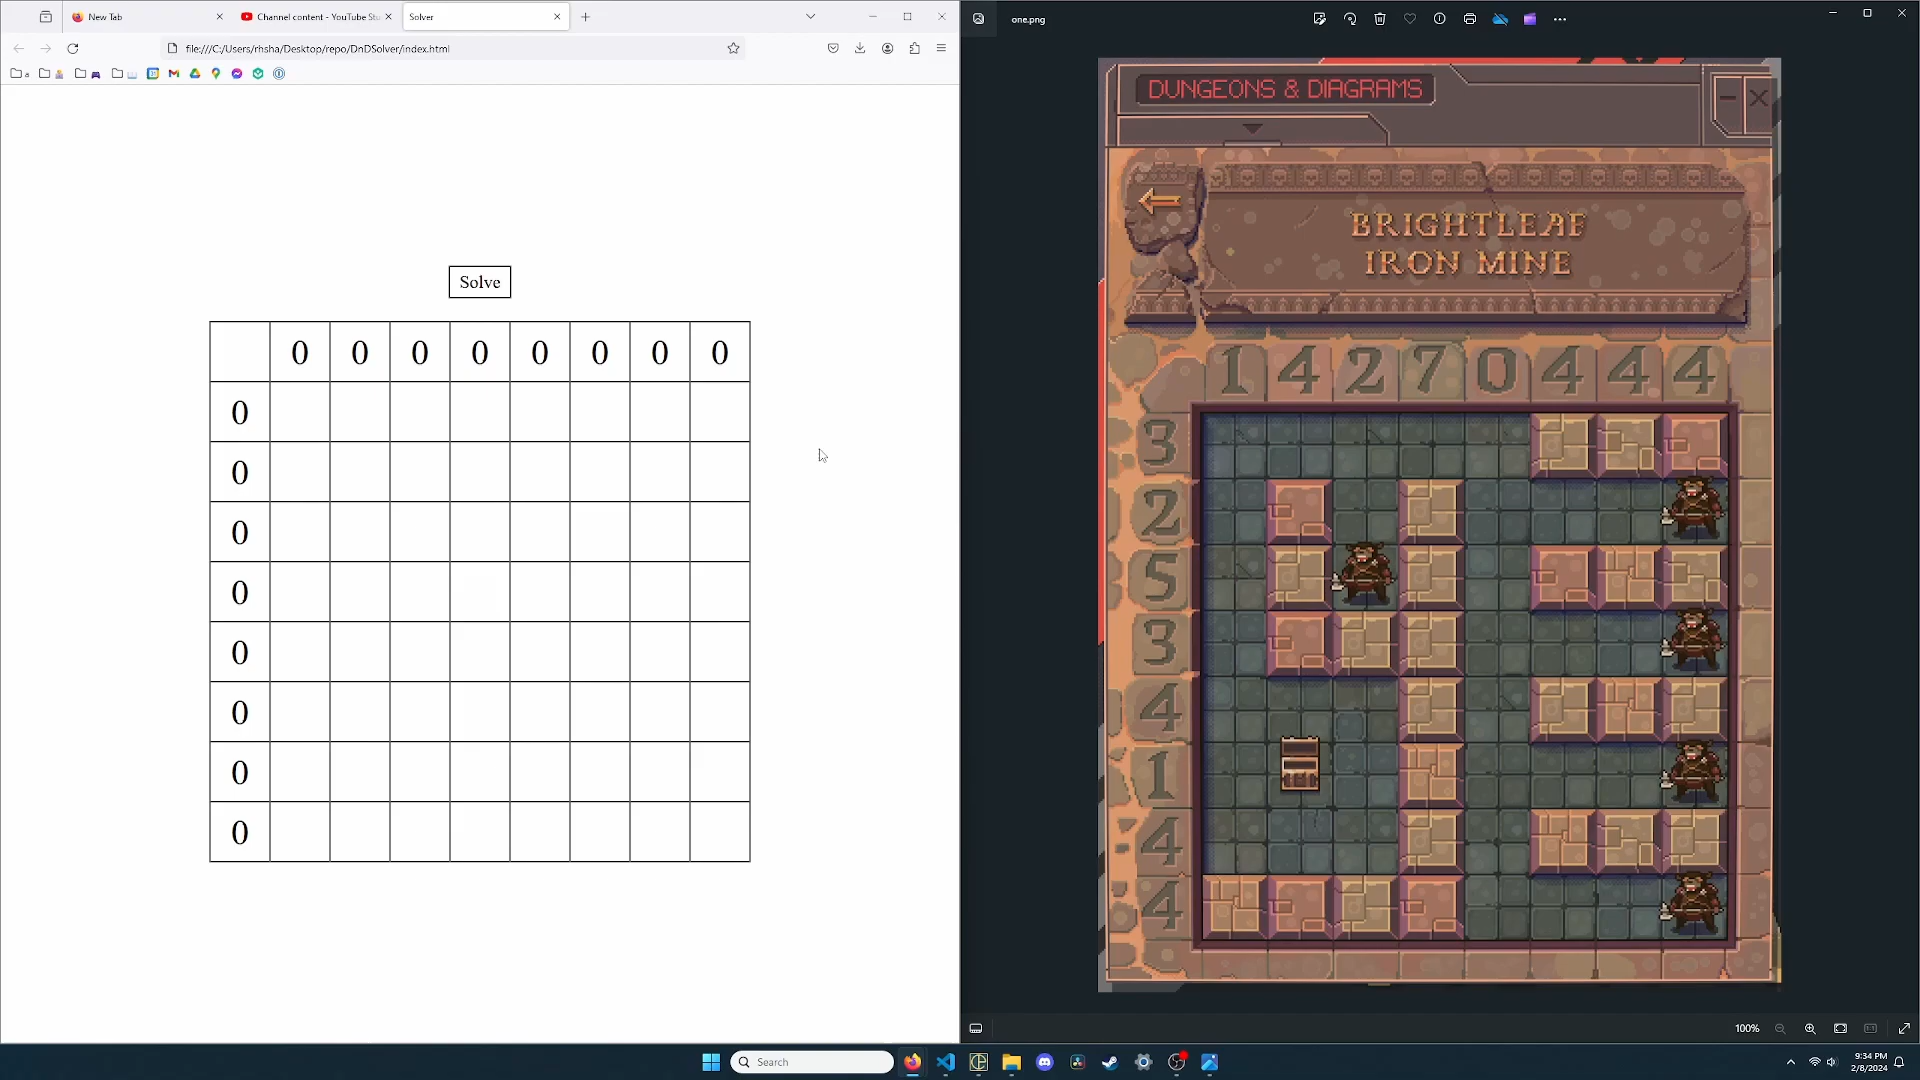 New Tab
Channel content - YouTube Stu
Solver
file:///C:/Users/rhsha/Desktop/repo/DnDSolver/index.html
Solve
0 0 0 0 0 0 0 0
0
0
0
0
0
0
0
0
one.png
DUNGEONS & DIAGRAMS
BRIGHTLEAF
IRON MINE
1 4 2 7 0 4 4 4
3
2
5
3
4
1
4
4
100%
Search
9:34 PM
2/8/2024